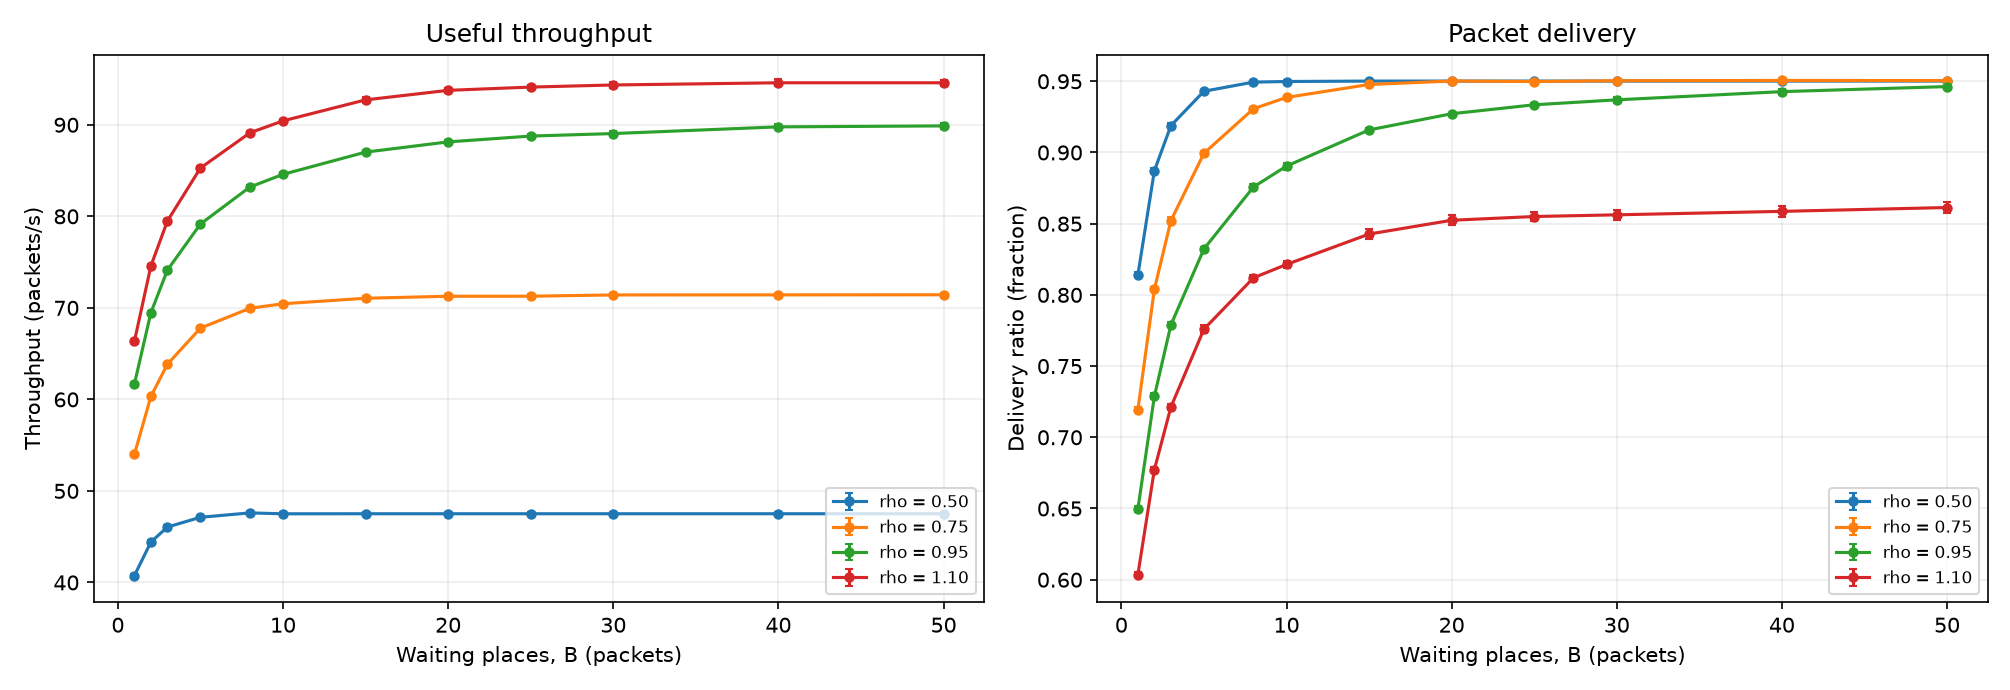 Useful throughput
Throughput (packets/s)
90
80
70
60
50
40
0 10 20 30 40 50
Waiting places, B (packets)
rho = 0.50
rho = 0.75
rho = 0.95
rho = 1.10
Packet delivery
Delivery ratio (fraction)
0.95
0.90
0.85
0.80
0.75
0.70
0.65
0.60
0 10 20 30 40 50
Waiting places, B (packets)
rho = 0.50
rho = 0.75
rho = 0.95
rho = 1.10